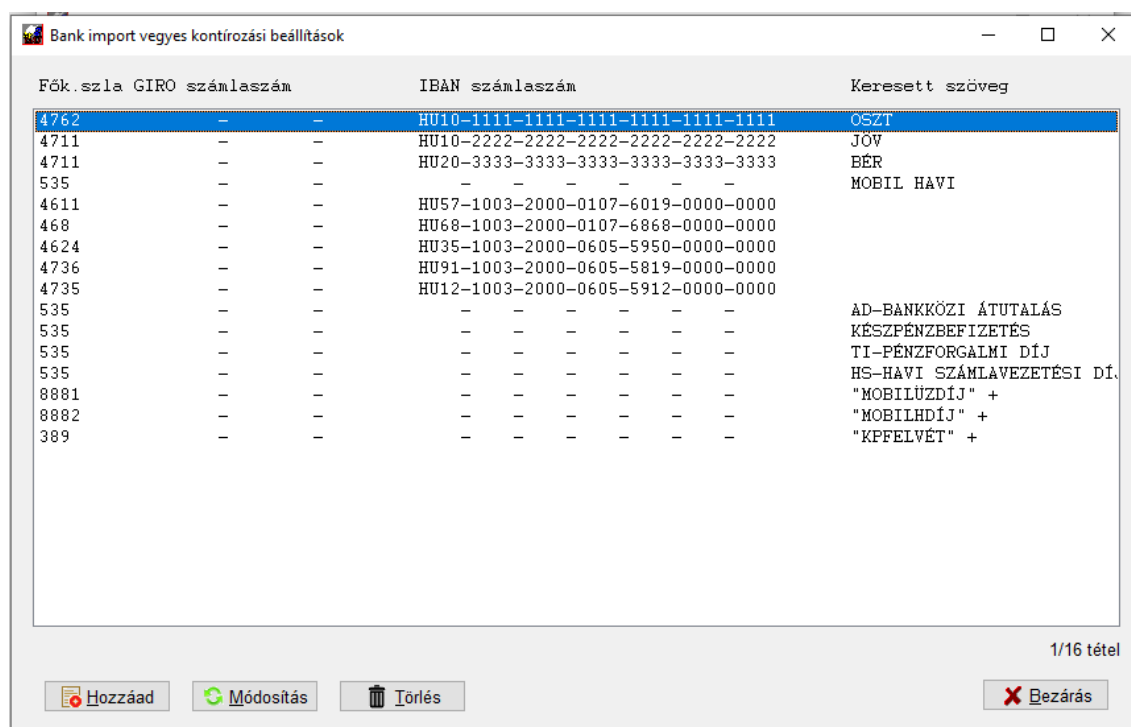 Bank import vegyes kontírozási beállítások
Fők.szla GIRO számlaszám IBAN számlaszám Keresett szöveg
4762 – – HU10-1111-1111-1111-1111-1111-1111 OSZT
4711 – – HU10-2222-2222-2222-2222-2222-2222 JÖV
4711 – – HU20-3333-3333-3333-3333-3333-3333 BÉR
535 – – – – – – – – MOBIL HAVI
4611 – – HU57-1003-2000-0107-6019-0000-0000
468 – – HU68-1003-2000-0107-6868-0000-0000
4624 – – HU35-1003-2000-0605-5950-0000-0000
4736 – – HU91-1003-2000-0605-5819-0000-0000
4735 – – HU12-1003-2000-0605-5912-0000-0000
535 – – – – – – – – AD-BANKKÖZI ÁTUTALÁS
535 – – – – – – – – KÉSZPÉNZBEFIZETÉS
535 – – – – – – – – TI-PÉNZFORGALMI DÍJ
535 – – – – – – – – HS-HAVI SZÁMLAVEZETÉSI DÍ
8881 – – – – – – – – "MOBILÜZDÍJ" +
8882 – – – – – – – – "MOBILHDÍJ" +
389 – – – – – – – – "KPFELVÉT" +
1/16 tétel
Hozzáad Módosítás Törlés Bezárás